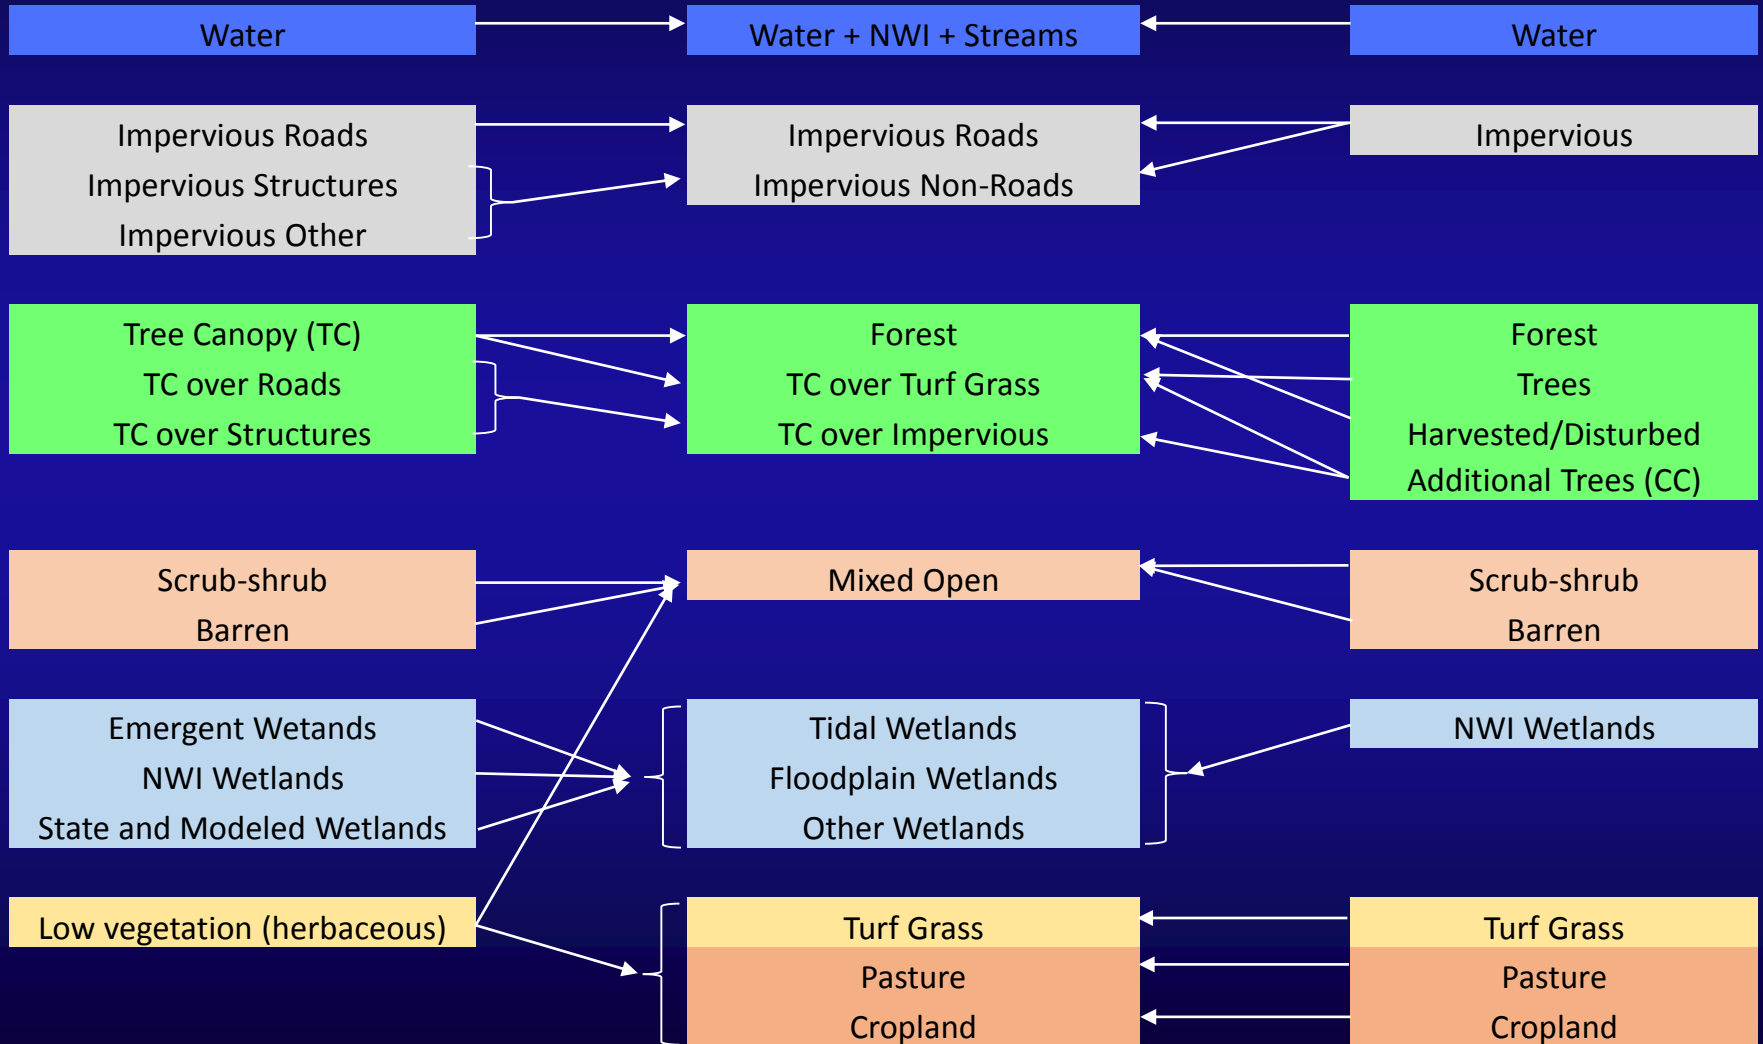 Water
Water + NWI + Streams
Water
Impervious Roads
Impervious Structures
Impervious Other
Impervious Roads
Impervious Non-Roads
Impervious
Tree Canopy (TC)
TC over Roads
TC over Structures
Forest
TC over Turf Grass
TC over Impervious
Forest
Trees
Harvested/Disturbed
Additional Trees (CC)
Scrub-shrub
Barren
Mixed Open
Scrub-shrub
Barren
Emergent Wetands
NWI Wetlands
State and Modeled Wetlands
Tidal Wetlands
Floodplain Wetlands
Other Wetlands
NWI Wetlands
Low vegetation (herbaceous)
Turf Grass
Pasture
Cropland
Turf Grass
Pasture
Cropland